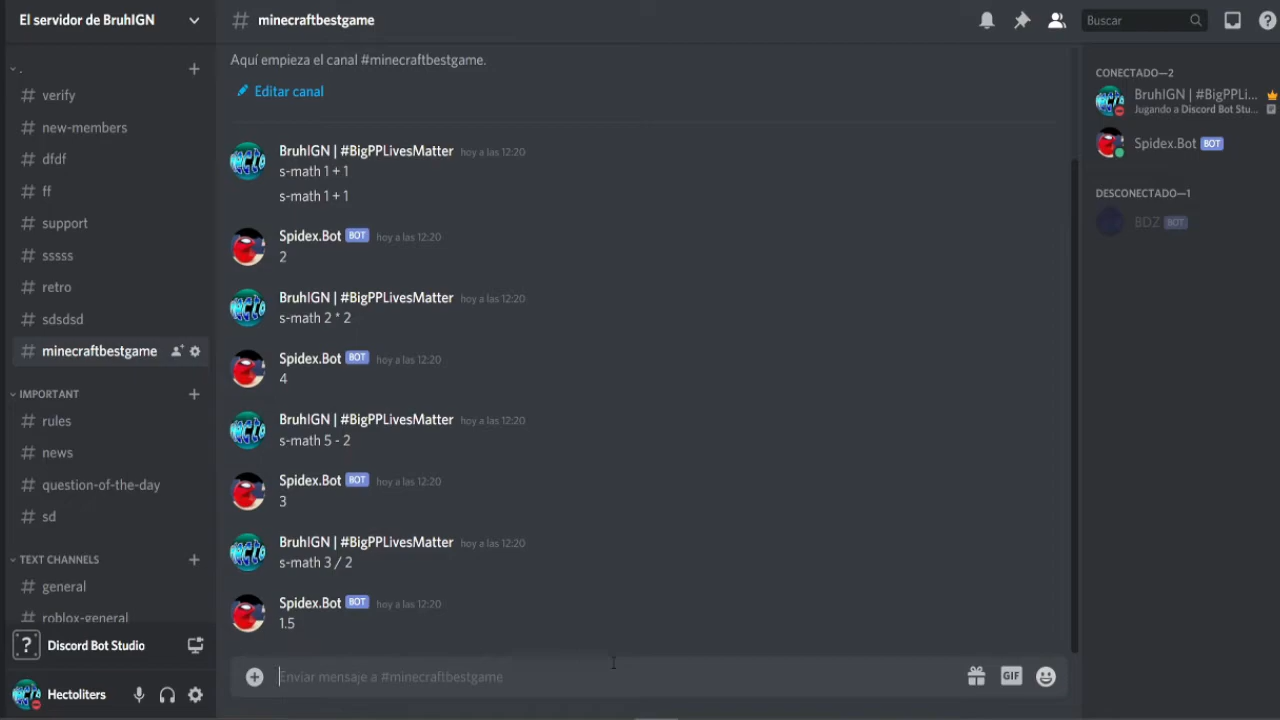 El servidor de BruhIGN
.
verify
new-members
dfdf
ff
support
sssss
retro
sdsdsd
minecraftbestgame
IMPORTANT
rules
news
question-of-the-day
sd
TEXT CHANNELS
general
roblox-general
Discord Bot Studio
Hectoliters
minecraftbestgame
Buscar
Aquí empieza el canal #minecraftbestgame.
Editar canal
BruhIGN | #BigPPLivesMatter hoy a las 12:20
s-math 1 + 1
s-math 1 + 1
Spidex.Bot BOT hoy a las 12:20
2
BruhIGN | #BigPPLivesMatter hoy a las 12:20
s-math 2 * 2
Spidex.Bot BOT hoy a las 12:20
4
BruhIGN | #BigPPLivesMatter hoy a las 12:20
s-math 5 - 2
Spidex.Bot BOT hoy a las 12:20
3
BruhIGN | #BigPPLivesMatter hoy a las 12:20
s-math 3 / 2
Spidex.Bot BOT hoy a las 12:20
1.5
Enviar mensaje a #minecraftbestgame
GIF
CONECTADO—2
BruhIGN | #BigPPLi...
Jugando a Discord Bot Stu...
Spidex.Bot BOT
DESCONECTADO—1
BDZ BOT